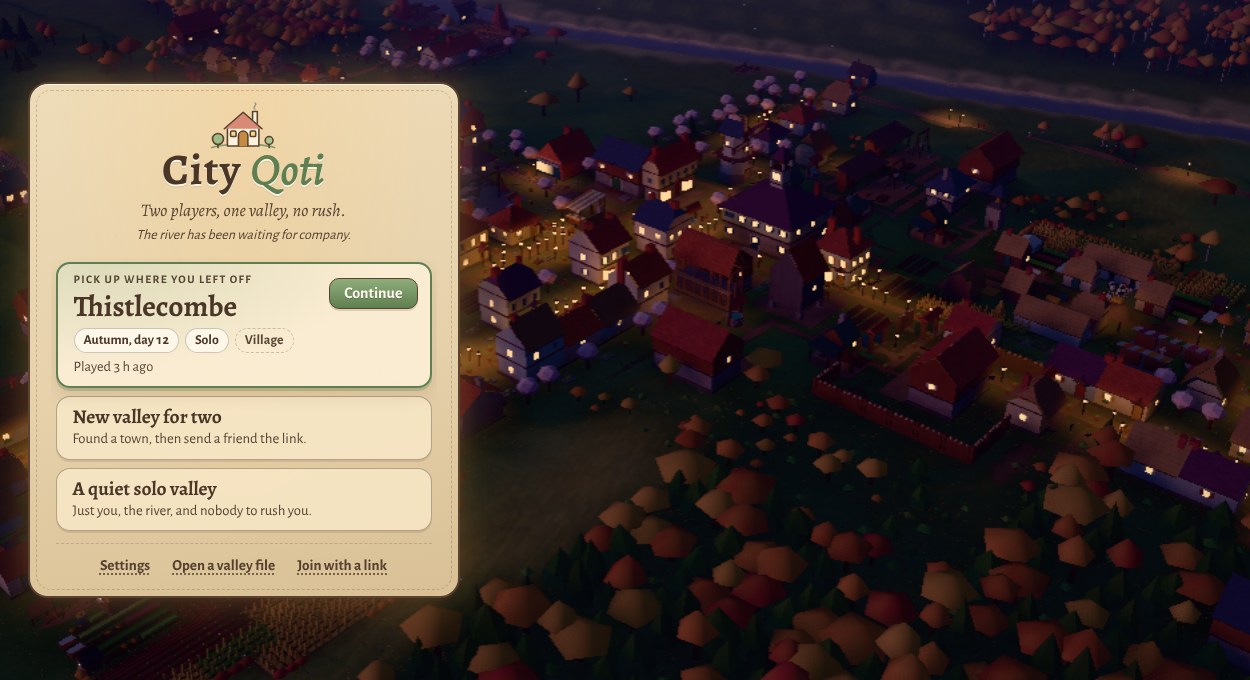 City Qoti
Two players, one valley, no rush.
The river has been waiting for company.
PICK UP WHERE YOU LEFT OFF
Thistlecombe
Continue
Autumn, day 12 Solo Village
Played 3 h ago
New valley for two
Found a town, then send a friend the link.
A quiet solo valley
Just you, the river, and nobody to rush you.
Settings Open a valley file Join with a link